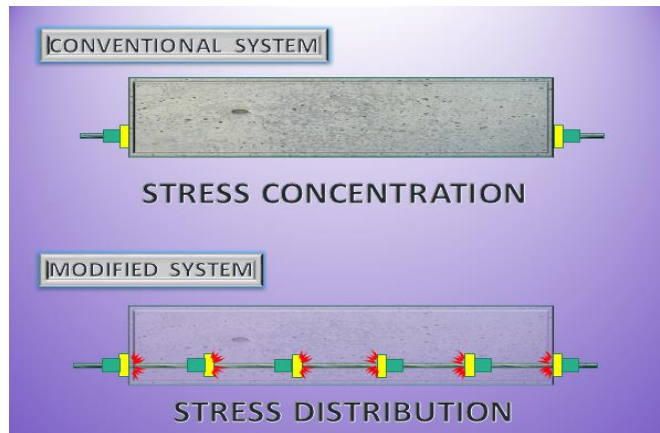 CONVENTIONAL SYSTEM
STRESS CONCENTRATION
MODIFIED SYSTEM
STRESS DISTRIBUTION